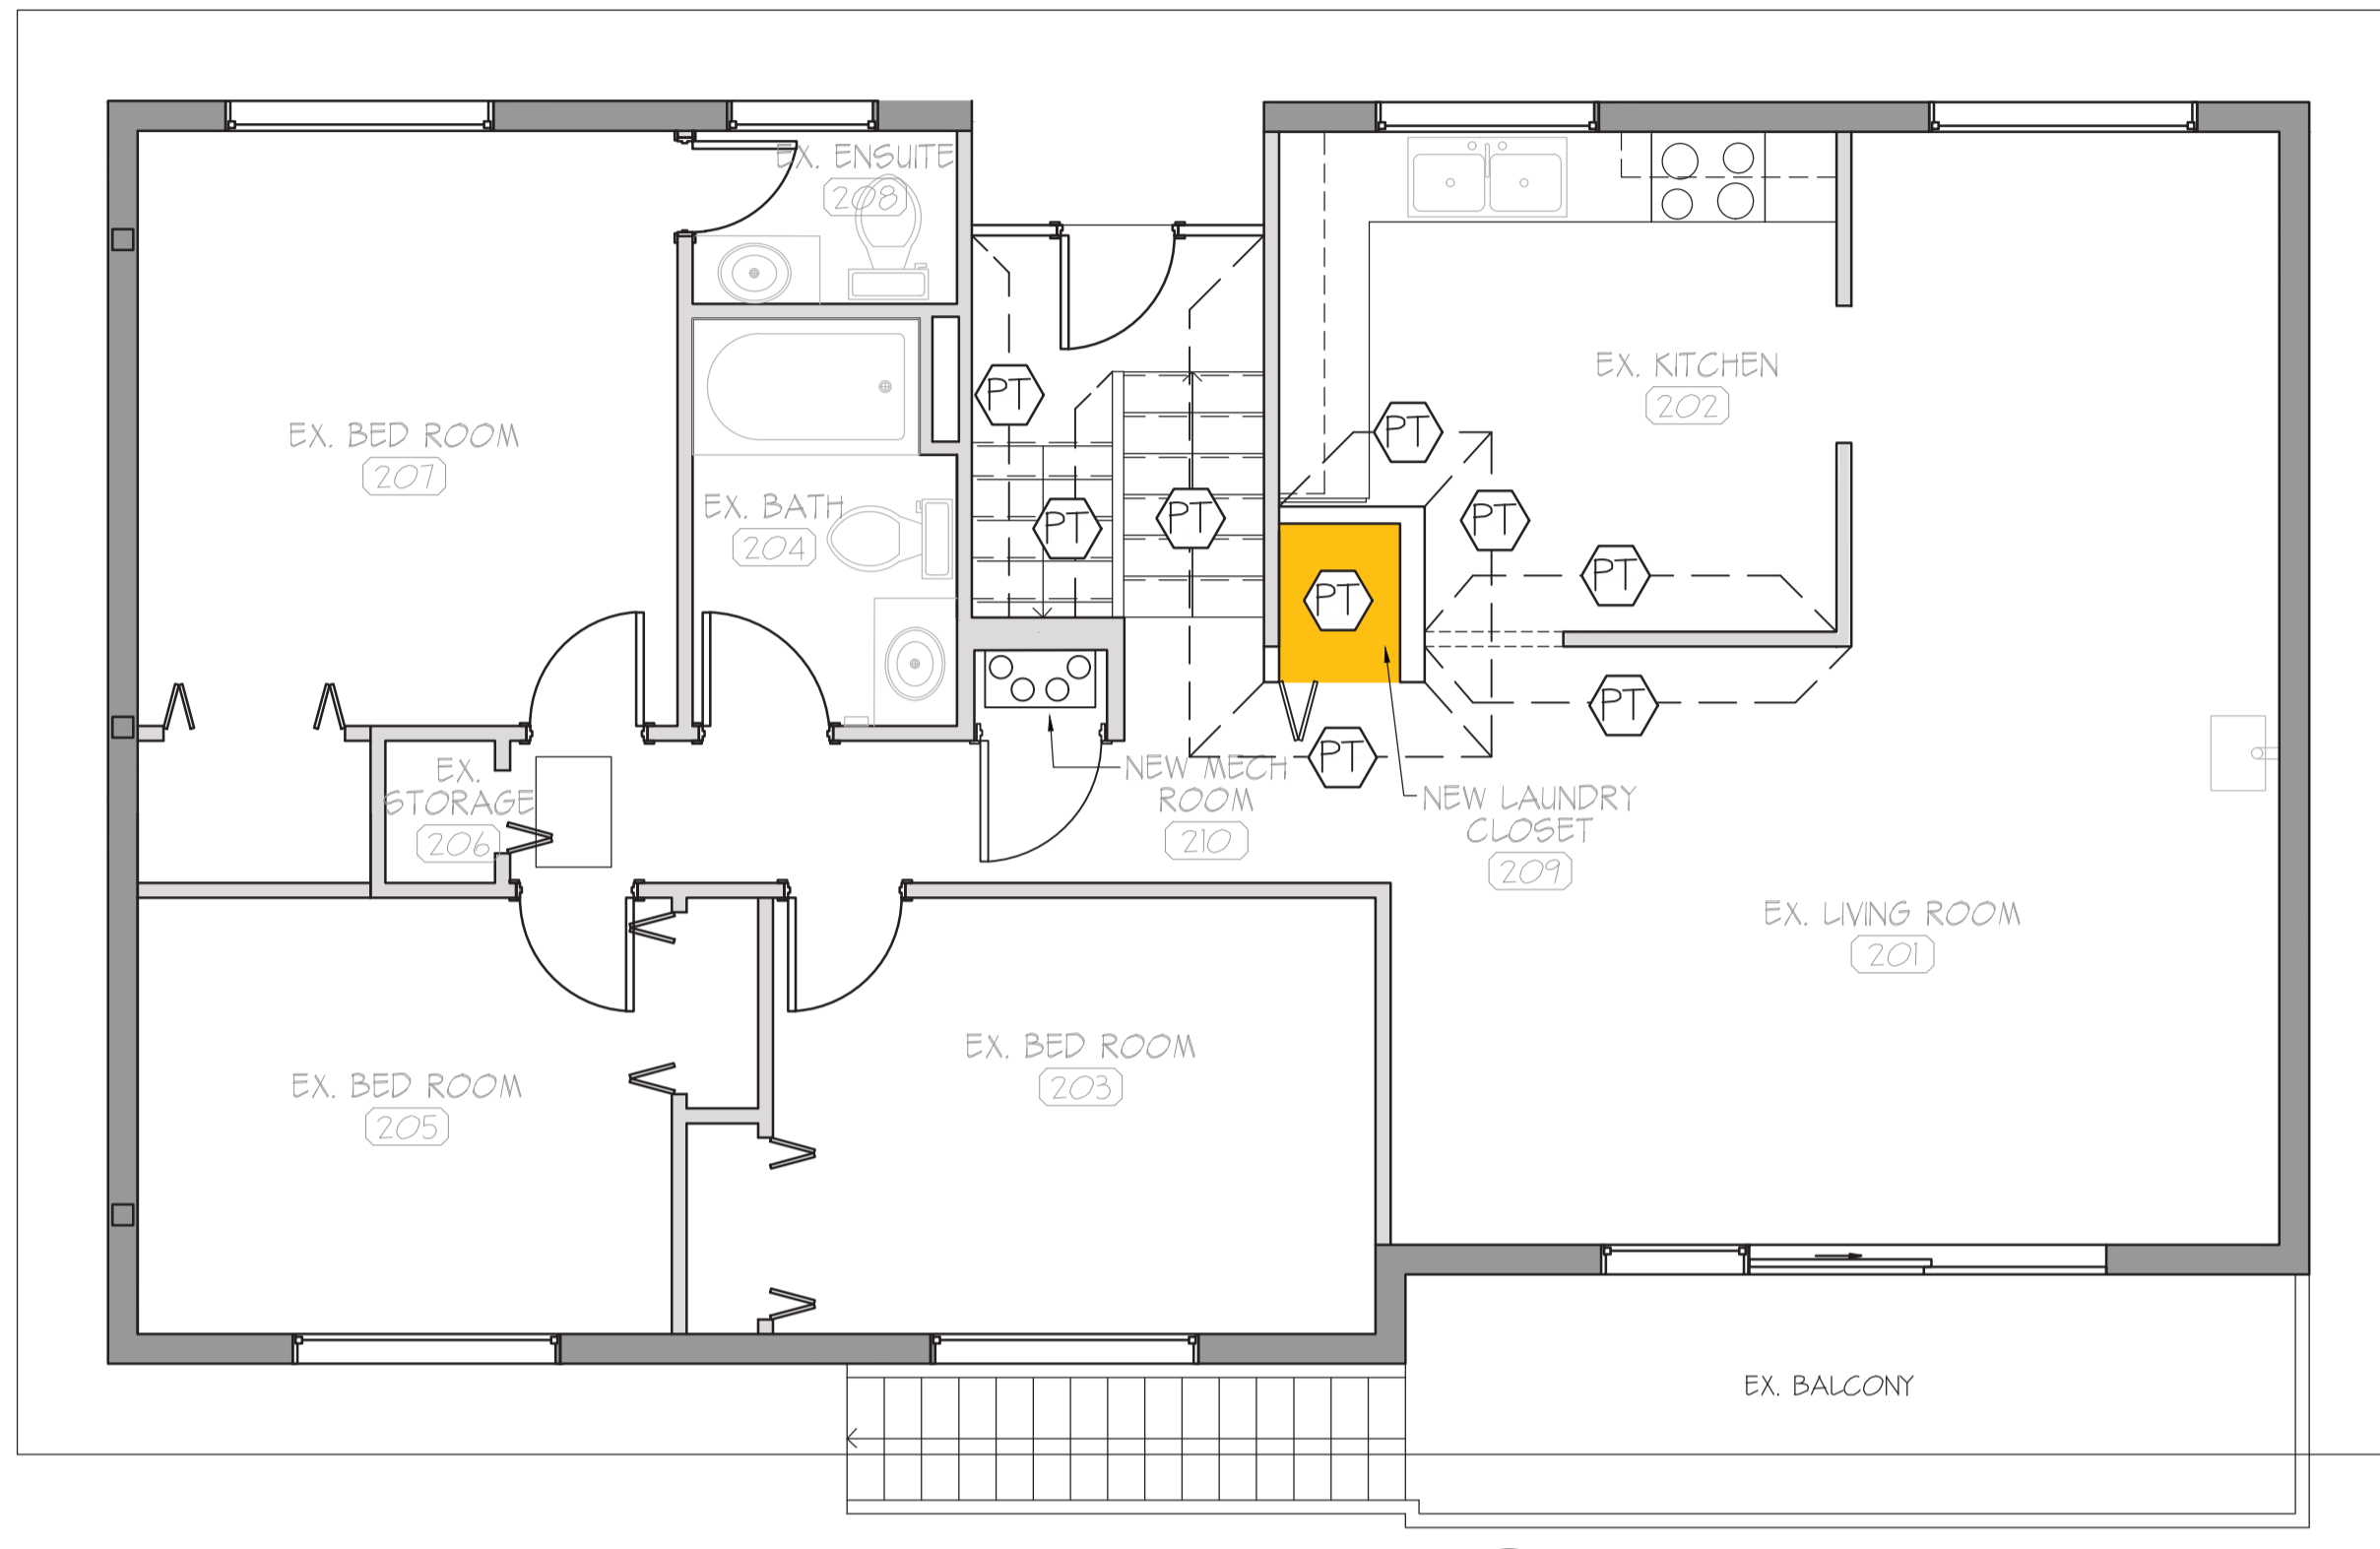 EX. ENSUITE
208
EX. KITCHEN
202
PT
PT
EX. BED ROOM
207
EX. BATH
204
PT
PT
PT
PT
PT
PT
PT
EX.
STORAGE
206
NEW MECH
ROOM
210
NEW LAUNDRY
CLOSET
209
EX. LIVING ROOM
201
EX. BED ROOM
203
EX. BED ROOM
205
EX. BALCONY